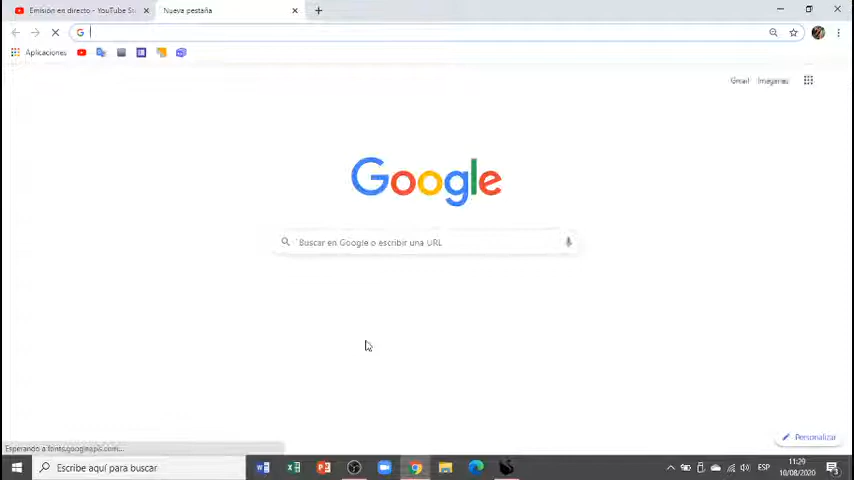 Emisión en directo - YouTube St
Nueva pestaña
Aplicaciones
Gmail
Imágenes
Google
Buscar en Google o escribir una URL
Personalizar
Esperando a fonts.googleapis.com...
Escribe aquí para buscar
ESP
11:29
10/08/2020
3